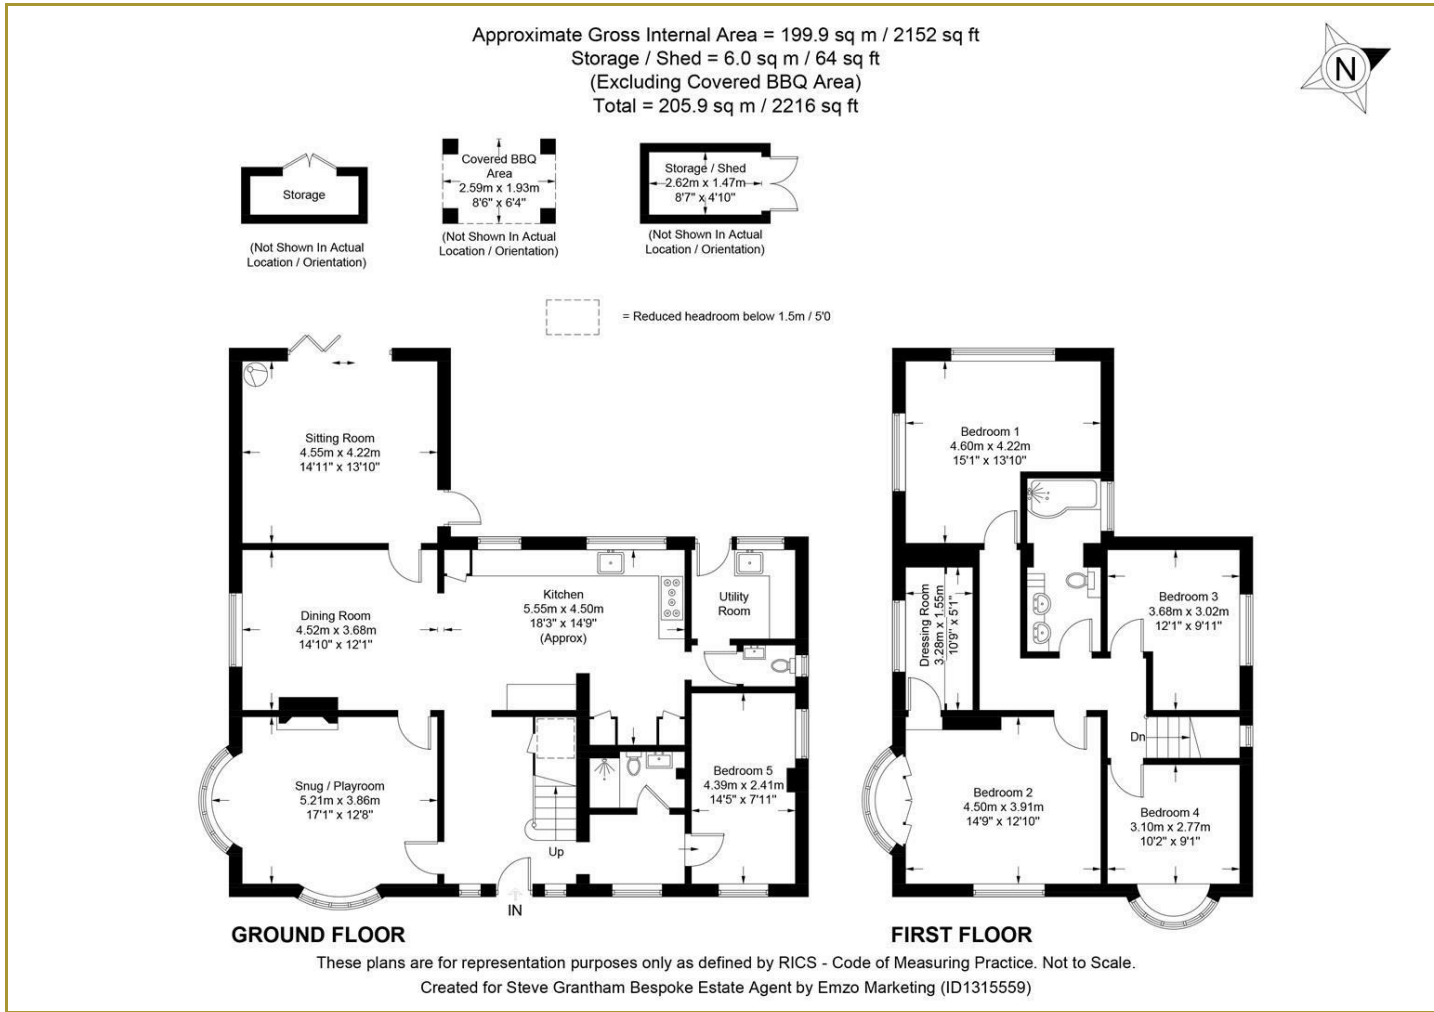 Approximate Gross Internal Area = 199.9 sq m / 2152 sq ft
Storage / Shed = 6.0 sq m / 64 sq ft
(Excluding Covered BBQ Area)
Total = 205.9 sq m / 2216 sq ft
N
Storage
(Not Shown In Actual
Location / Orientation)
Covered BBQ
Area
2.59m x 1.93m
8'6" x 6'4"
(Not Shown In Actual
Location / Orientation)
Storage / Shed
2.62m x 1.47m
8'7" x 4'10"
(Not Shown In Actual
Location / Orientation)
= Reduced headroom below 1.5m / 5'0
Sitting Room
4.55m x 4.22m
14'11" x 13'10"
Dining Room
4.52m x 3.68m
14'10" x 12'1"
Kitchen
5.55m x 4.50m
18'3" x 14'9"
(Approx)
Utility
Room
Snug / Playroom
5.21m x 3.86m
17'1" x 12'8"
Bedroom 5
4.39m x 2.41m
14'5" x 7'11"
Up
IN
GROUND FLOOR
Bedroom 1
4.60m x 4.22m
15'1" x 13'10"
Dressing Room
3.28m x 1.55m
10'9" x 5'1"
Bedroom 3
3.68m x 3.02m
12'1" x 9'11"
Dn
Bedroom 2
4.50m x 3.91m
14'9" x 12'10"
Bedroom 4
3.10m x 2.77m
10'2" x 9'1"
FIRST FLOOR
These plans are for representation purposes only as defined by RICS - Code of Measuring Practice. Not to Scale.
Created for Steve Grantham Bespoke Estate Agent by Emzo Marketing (ID1315559)